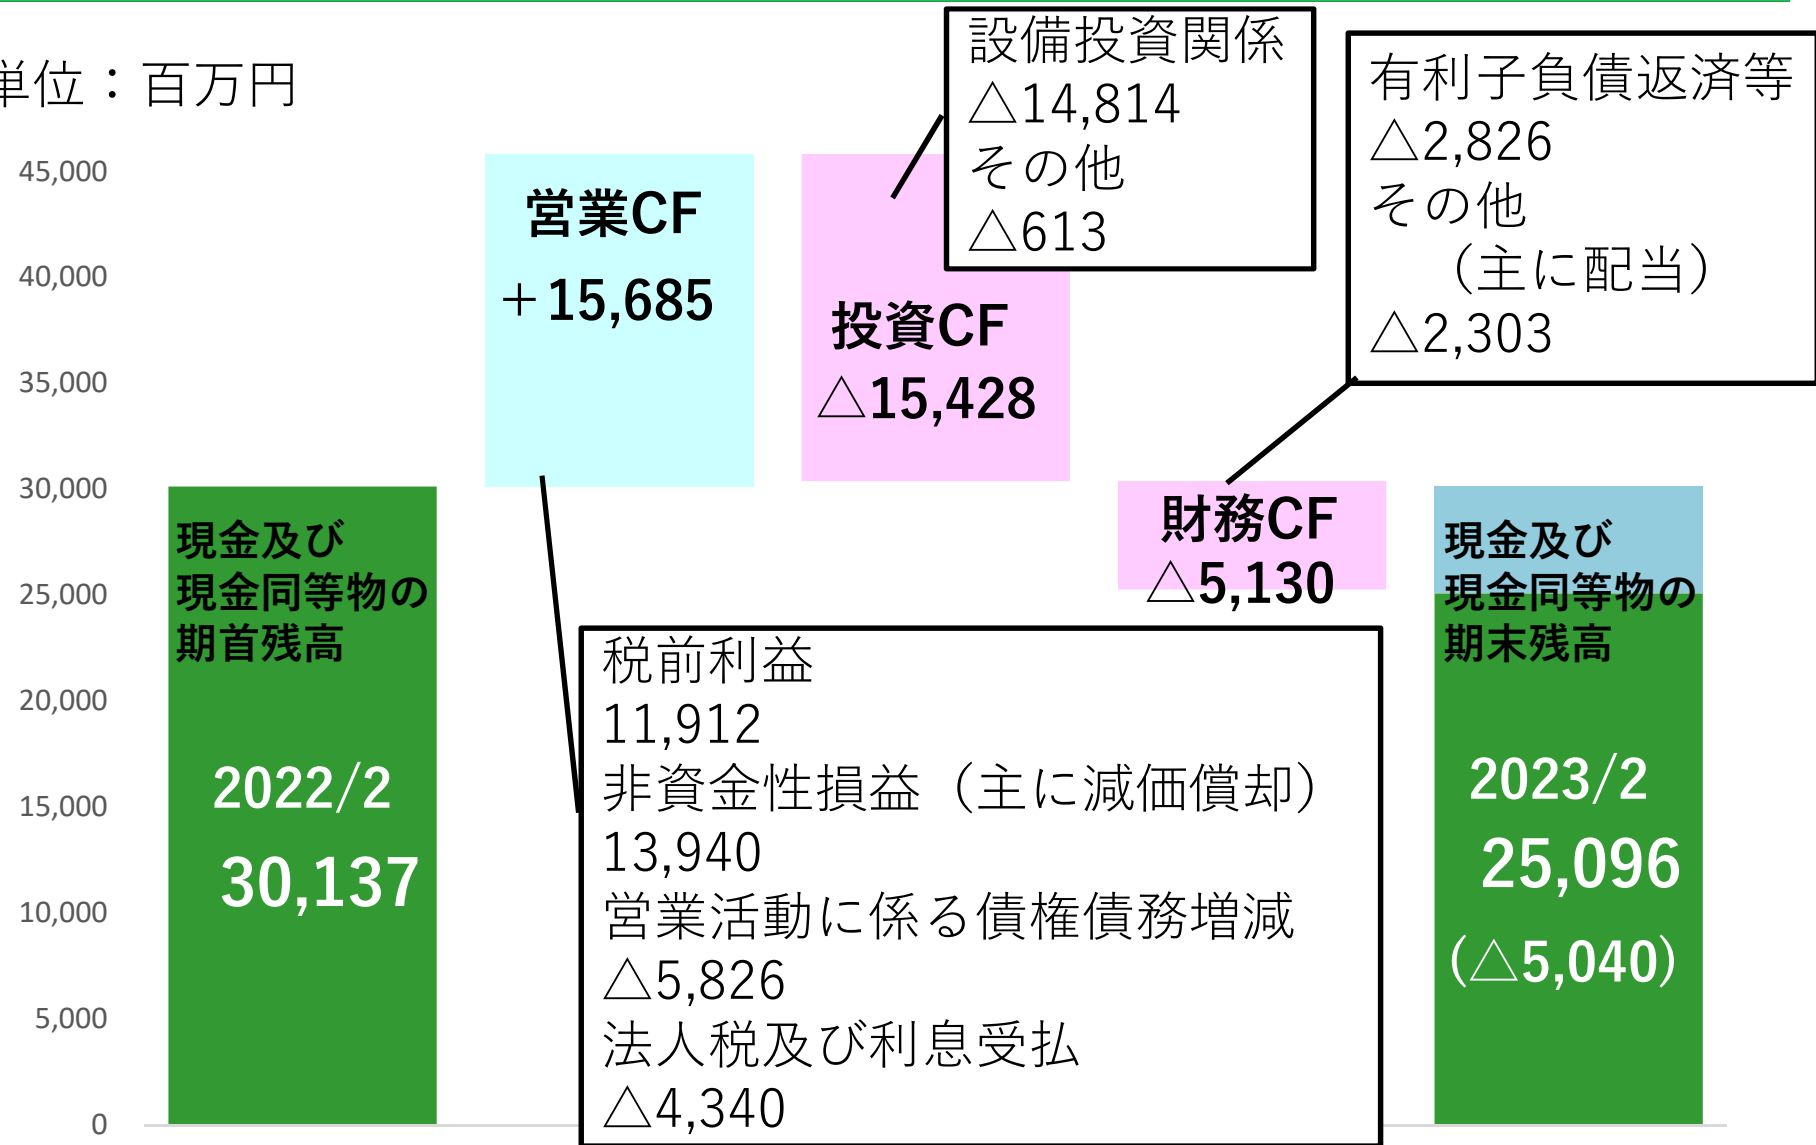 単位：百万円
45,000
40,000
35,000
30,000
25,000
20,000
15,000
10,000
5,000
0
現金及び
現金同等物の
期首残高
2022/2
30,137
営業CF
＋15,685
税前利益
11,912
非資金性損益（主に減価償却）
13,940
営業活動に係る債権債務増減
△5,826
法人税及び利息受払
△4,340
投資CF
△15,428
設備投資関係
△14,814
その他
△613
財務CF
△5,130
有利子負債返済等
△2,826
その他
（主に配当）
△2,303
現金及び
現金同等物の
期末残高
2023/2
25,096
（△5,040）